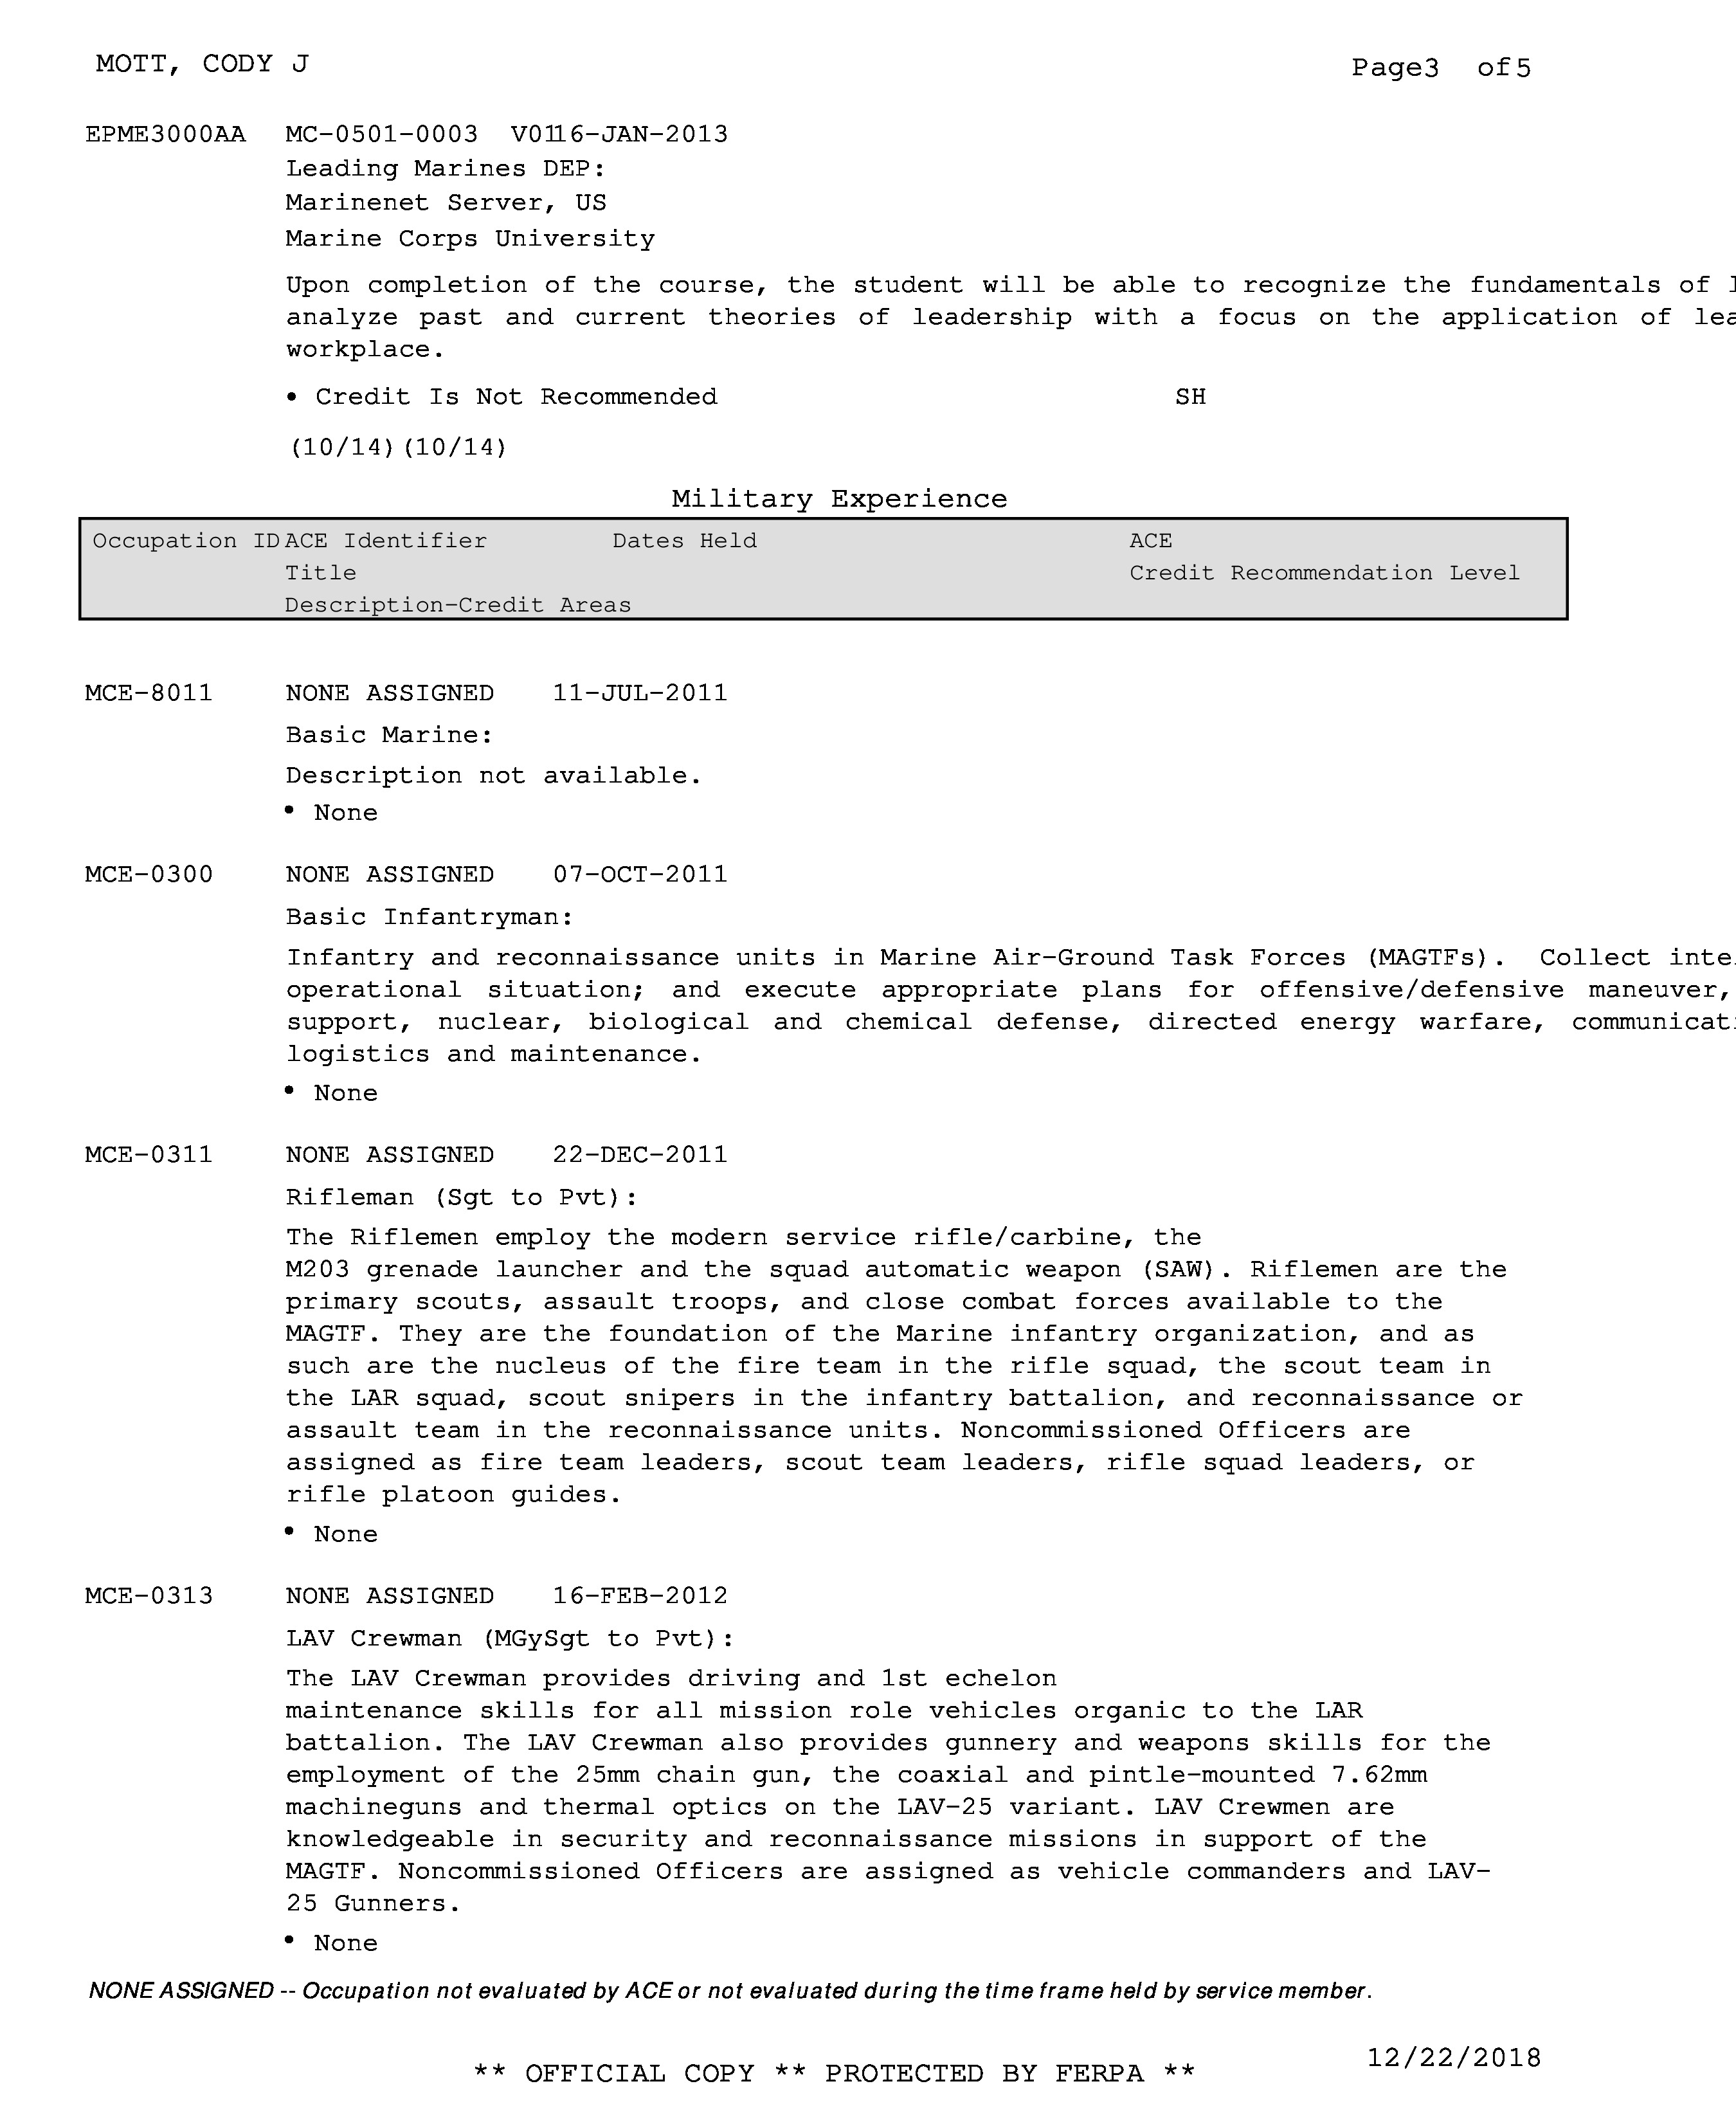 MOTT, CODY J
Page3 of5
EPME3000AA MC-0501-0003 V0116-JAN-2013
Leading Marines DEP:
Marinenet Server, US
Marine Corps University
Upon completion of the course, the student will be able to recognize the fundamentals of
analyze past and current theories of leadership with a focus on the application of
workplace.
• Credit Is Not Recommended SH
(10/14)(10/14)
Military Experience
Occupation ID ACE Identifier Dates Held ACE
Title Credit Recommendation Level
Description-Credit Areas
MCE-8011 NONE ASSIGNED 11-JUL-2011
Basic Marine:
Description not available.
• None
MCE-0300 NONE ASSIGNED 07-OCT-2011
Basic Infantryman:
Infantry and reconnaissance units in Marine Air-Ground Task Forces (MAGTFs). Collect
operational situation; and execute appropriate plans for offensive/defensive maneuver,
support, nuclear, biological and chemical defense, directed energy warfare,
logistics and maintenance.
• None
MCE-0311 NONE ASSIGNED 22-DEC-2011
Rifleman (Sgt to Pvt):
The Riflemen employ the modern service rifle/carbine, the
M203 grenade launcher and the squad automatic weapon (SAW). Riflemen are the
primary scouts, assault troops, and close combat forces available to the
MAGTF. They are the foundation of the Marine infantry organization, and as
such are the nucleus of the fire team in the rifle squad, the scout team in
the LAR squad, scout snipers in the infantry battalion, and reconnaissance or
assault team in the reconnaissance units. Noncommissioned Officers are
assigned as fire team leaders, scout team leaders, rifle squad leaders, or
rifle platoon guides.
• None
MCE-0313 NONE ASSIGNED 16-FEB-2012
LAV Crewman (MGySgt to Pvt):
The LAV Crewman provides driving and 1st echelon
maintenance skills for all mission role vehicles organic to the LAR
battalion. The LAV Crewman also provides gunnery and weapons skills for the
employment of the 25mm chain gun, the coaxial and pintle-mounted 7.62mm
machineguns and thermal optics on the LAV-25 variant. LAV Crewmen are
knowledgeable in security and reconnaissance missions in support of the
MAGTF. Noncommissioned Officers are assigned as vehicle commanders and LAV-
25 Gunners.
• None
NONE ASSIGNED -- Occupation not evaluated by ACE or not evaluated during the time frame held by service member.
12/22/2018
** OFFICIAL COPY ** PROTECTED BY FERPA **